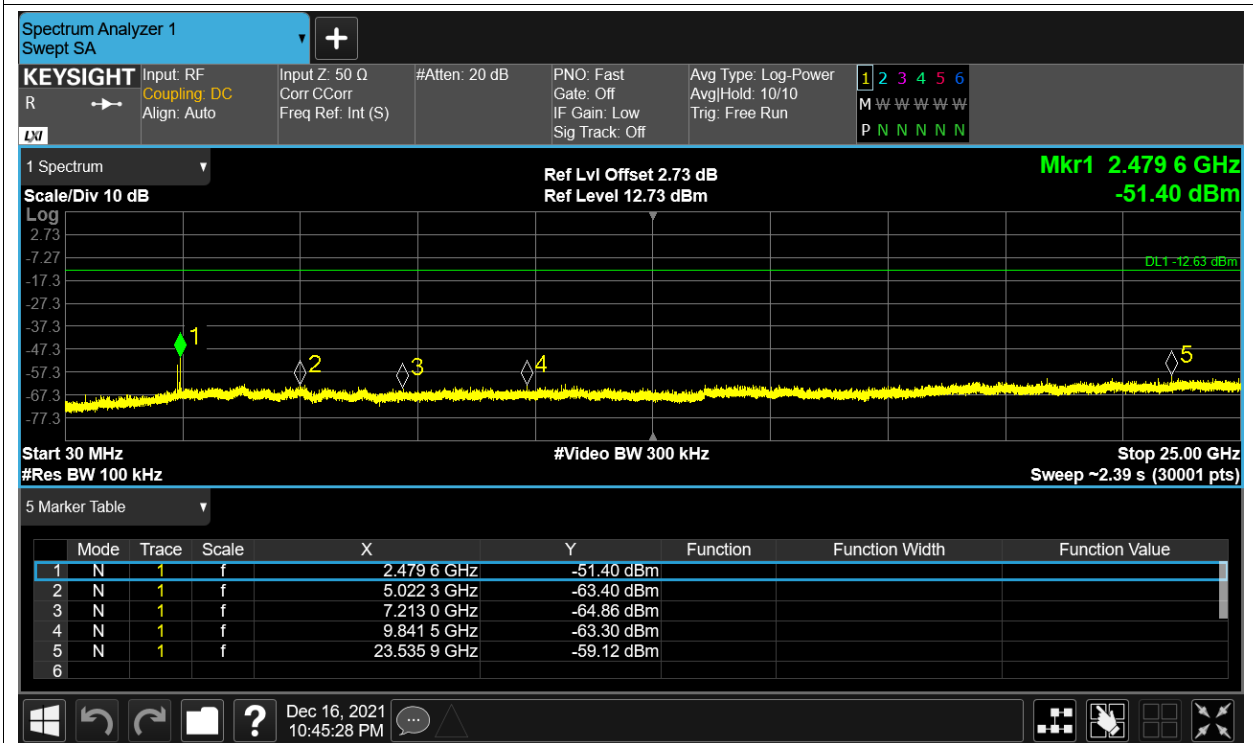 Spectrum Analyzer 1
Swept SA
KEYSIGHT Input: RF Input Z: 50 Ω #Atten: 20 dB PNO: Fast Avg Type: Log-Power 1 2 3 4 5 6
R Coupling: DC Corr CCorr Gate: Off Avg|Hold: 10/10 M W W W W W
Align: Auto Freq Ref: Int (S) IF Gain: Low Trig: Free Run
LXI Sig Track: Off P N N N N N
1 Spectrum Ref Lvl Offset 2.73 dB Mkr1 2.479 6 GHz
Scale/Div 10 dB Ref Level 12.73 dBm -51.40 dBm
Log
2.73
-7.27
DL1 -12.63 dBm
-17.3
-27.3
-37.3
1
-47.3
2 3 4 5
-57.3
-67.3
-77.3
Start 30 MHz #Video BW 300 kHz Stop 25.00 GHz
#Res BW 100 kHz Sweep ~2.39 s (30001 pts)
5 Marker Table
Mode Trace Scale X Y Function Function Width Function Value
1 N 1 f 2.479 6 GHz -51.40 dBm
2 N 1 f 5.022 3 GHz -63.40 dBm
3 N 1 f 7.213 0 GHz -64.86 dBm
4 N 1 f 9.841 5 GHz -63.30 dBm
5 N 1 f 23.535 9 GHz -59.12 dBm
6
? Dec 16, 2021
10:45:28 PM